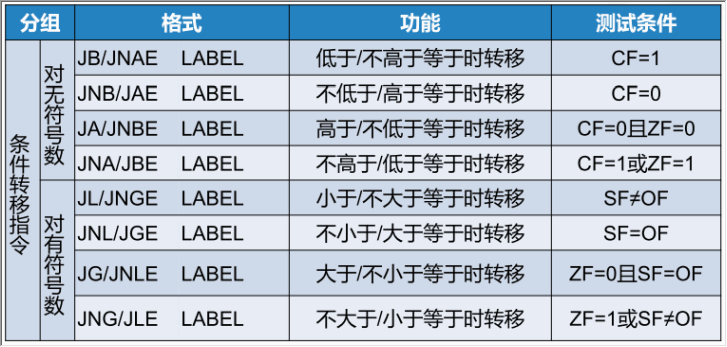 分组 格式 功能 测试条件
条件转移指令
对无符号数
JB/JNAE LABEL 低于/不高于等于时转移 CF=1
JNB/JAE LABEL 不低于/高于等于时转移 CF=0
JA/JNBE LABEL 高于/不低于等于时转移 CF=0且ZF=0
JNA/JBE LABEL 不高于/低于等于时转移 CF=1或ZF=1
对有符号数
JL/JNGE LABEL 小于/不大于等于时转移 SF≠OF
JNL/JGE LABEL 不小于/大于等于时转移 SF=OF
JG/JNLE LABEL 大于/不小于等于时转移 ZF=0且SF=OF
JNG/JLE LABEL 不大于/小于等于时转移 ZF=1或SF≠OF